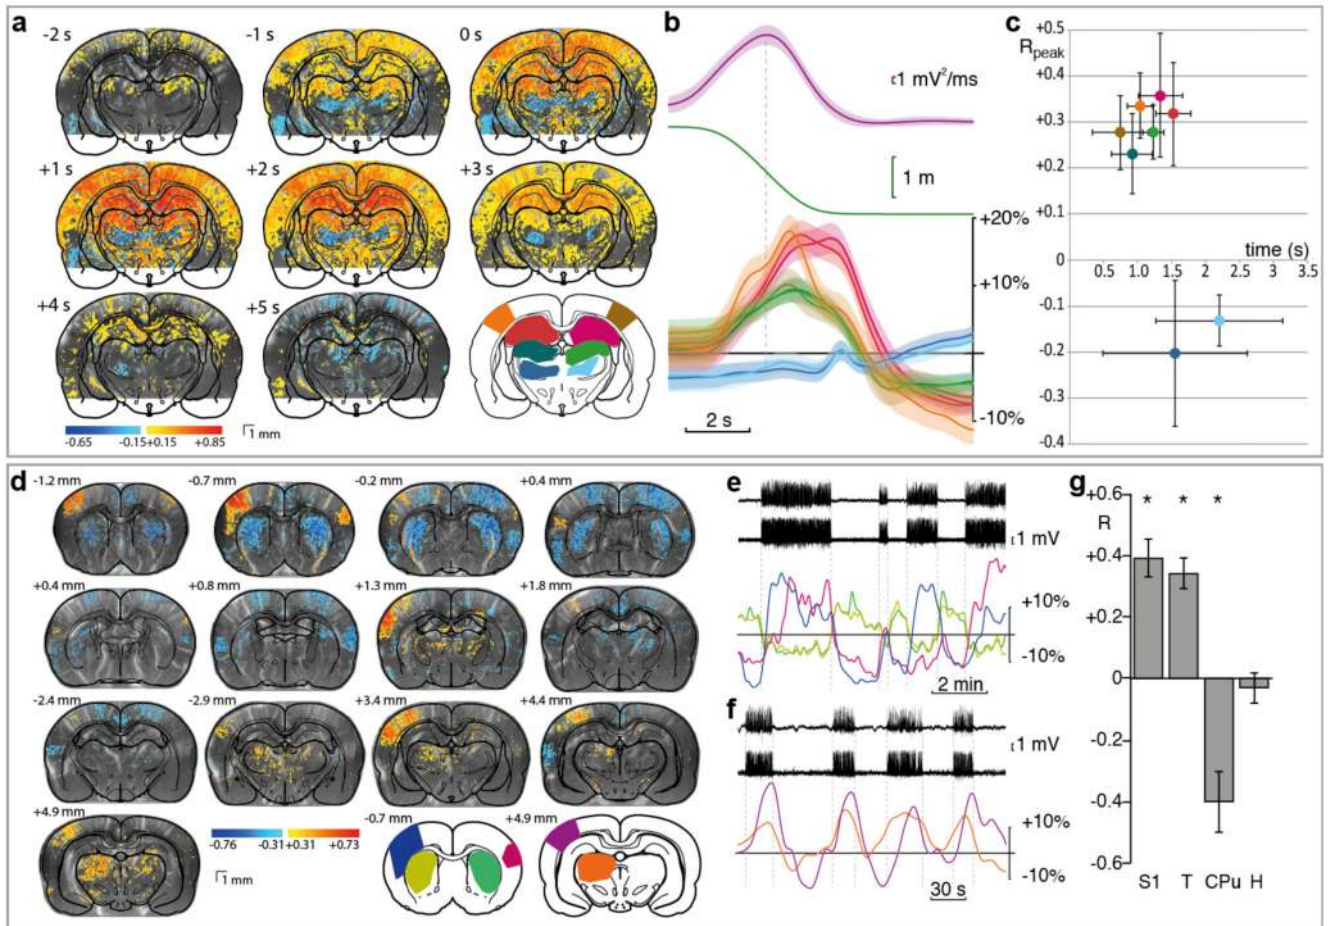 a
-2 s
-1 s
0 s
+1 s
+2 s
+3 s
+4 s
+5 s
-0.65
-0.15
+0.15
+0.85
1 mm
b
1 mV²/ms
1 m
+20%
+10%
-10%
2 s
c
+0.5
Rpeak
+0.4
+0.3
+0.2
+0.1
time (s)
0
0.5 1.0 1.5 2 2.5 3 3.5
-0.1
-0.2
-0.3
-0.4
d
-1.2 mm
-0.7 mm
-0.2 mm
+0.4 mm
+0.4 mm
+0.8 mm
+1.3 mm
+1.8 mm
-2.4 mm
-2.9 mm
+3.4 mm
+4.4 mm
+4.9 mm
-0.76
-0.31
+0.31
+0.73
1 mm
-0.7 mm
+4.9 mm
e
1 mV
+10%
-10%
2 min
f
1 mV
+10%
-10%
30 s
g
+0.6
R
* * *
+0.4
+0.2
0
-0.2
-0.4
-0.6
S1 T CPu H